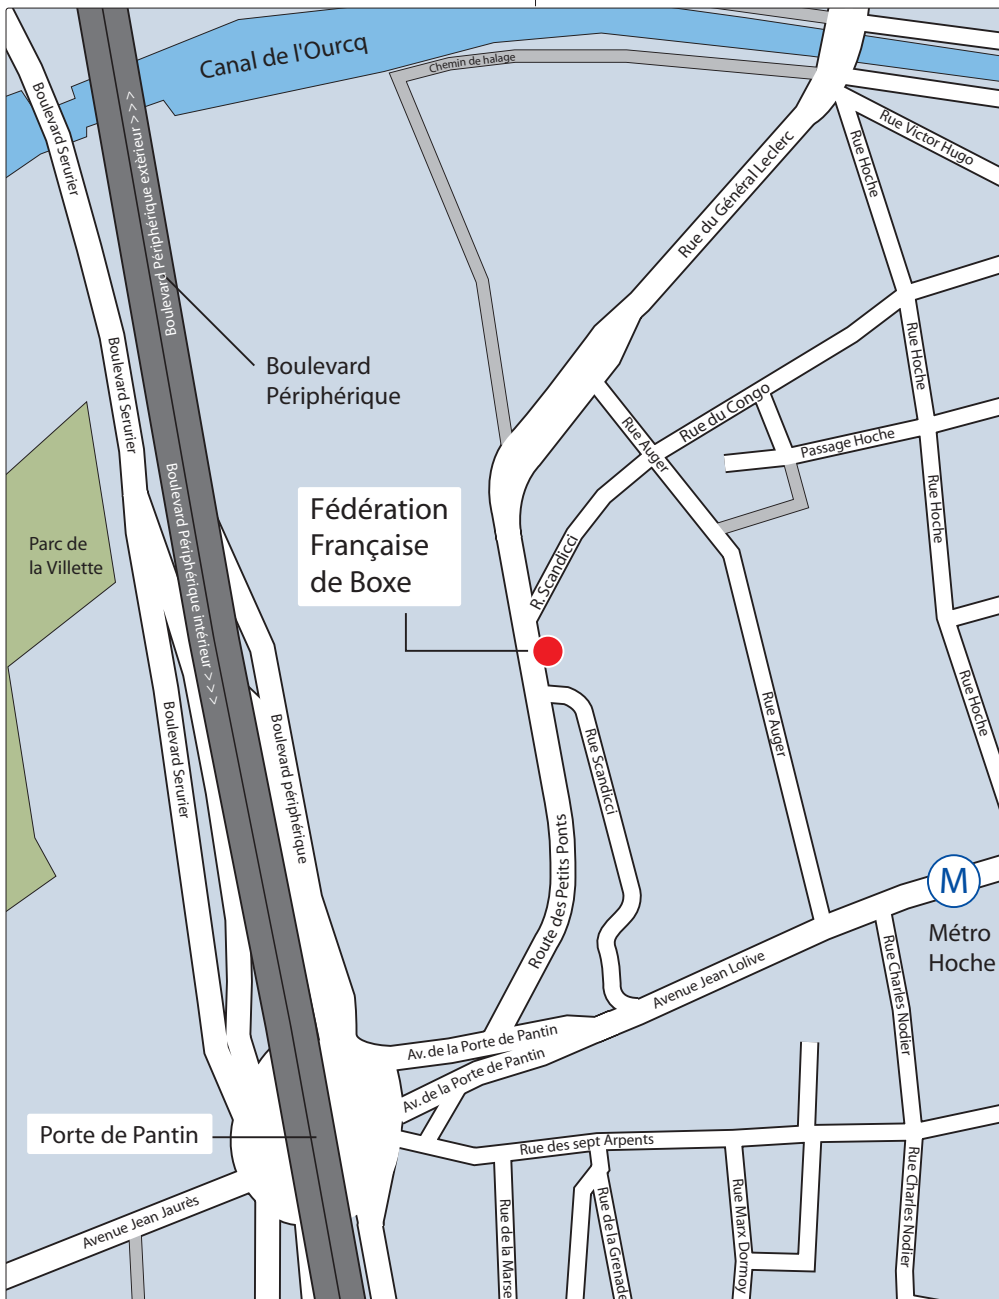 Canal de l'Ourcq
Chemin de halage
Boulevard Serurier
Boulevard Périphérique extèrieur > > >
Rue Victor Hugo
Rue Hoche
Rue du Général Leclerc
Boulevard
Périphérique
Boulevard Serurier
Rue Hoche
Rue du Congo
Rue Auger
Passage Hoche
Boulevard Périphérique intérieur > > >
Rue Hoche
Fédération
Française
de Boxe
Parc de
la Villette
R. Scandicci
Rue Hoche
Boulevard Serurier
Boulevard périphérique
Rue Scandicci
Rue Auger
Route des Petits Ponts
M
Métro
Hoche
Avenue Jean Lolive
Rue Charles Nodier
Av. de la Porte de Pantin
Av. de la Porte de Pantin
Porte de Pantin
Rue des sept Arpents
Avenue Jean Jaurès
Rue de la Marse
Rue de la Grenade
Rue Marx Dormoy
Rue Charles Nodier